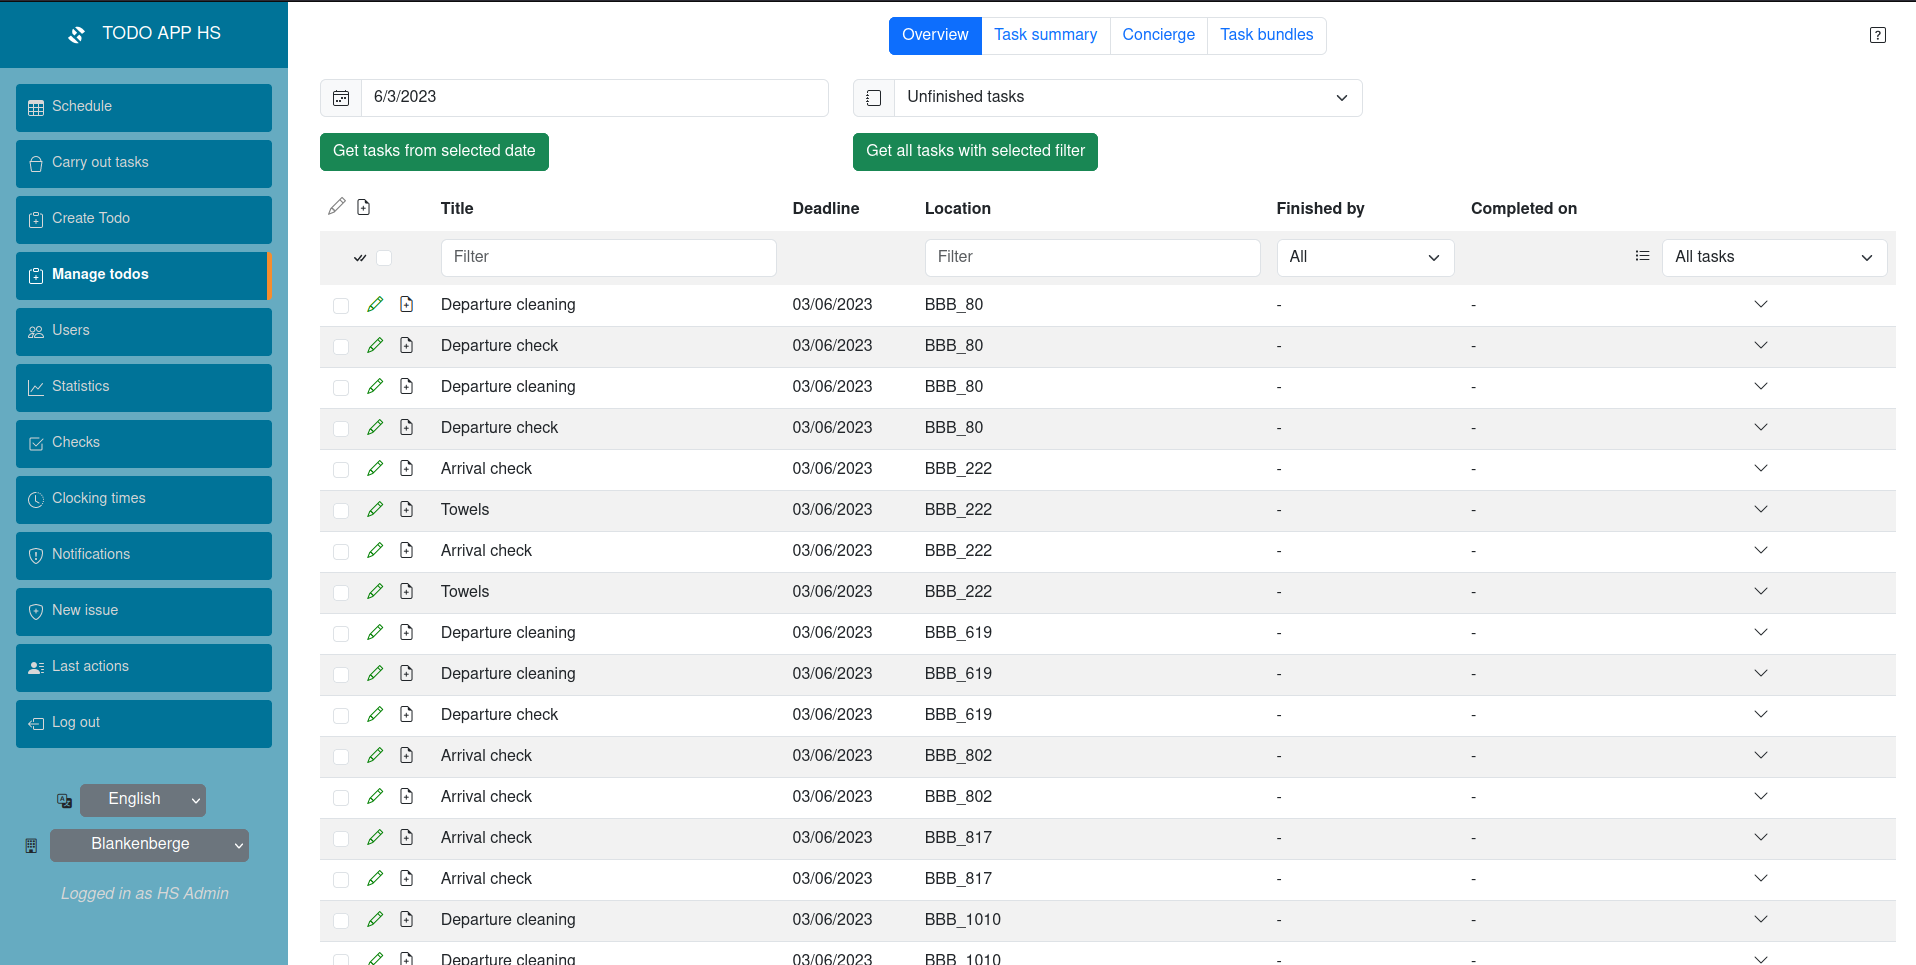 TODO APP HS
Schedule
Carry out tasks
Create Todo
Manage todos
Users
Statistics
Checks
Clocking times
Notifications
New issue
Last actions
Log out
English
Blankenberge
Logged in as HS Admin
Overview Task summary Concierge Task bundles
6/3/2023 Unfinished tasks
Get tasks from selected date Get all tasks with selected filter
Title Deadline Location Finished by Completed on
Filter Filter All All tasks
Departure cleaning 03/06/2023 BBB_80 - -
Departure check 03/06/2023 BBB_80 - -
Departure cleaning 03/06/2023 BBB_80 - -
Departure check 03/06/2023 BBB_80 - -
Arrival check 03/06/2023 BBB_222 - -
Towels 03/06/2023 BBB_222 - -
Arrival check 03/06/2023 BBB_222 - -
Towels 03/06/2023 BBB_222 - -
Departure cleaning 03/06/2023 BBB_619 - -
Departure cleaning 03/06/2023 BBB_619 - -
Departure check 03/06/2023 BBB_619 - -
Arrival check 03/06/2023 BBB_802 - -
Arrival check 03/06/2023 BBB_802 - -
Arrival check 03/06/2023 BBB_817 - -
Arrival check 03/06/2023 BBB_817 - -
Departure cleaning 03/06/2023 BBB_1010 - -
Departure cleaning 03/06/2023 BBB_1010 - -